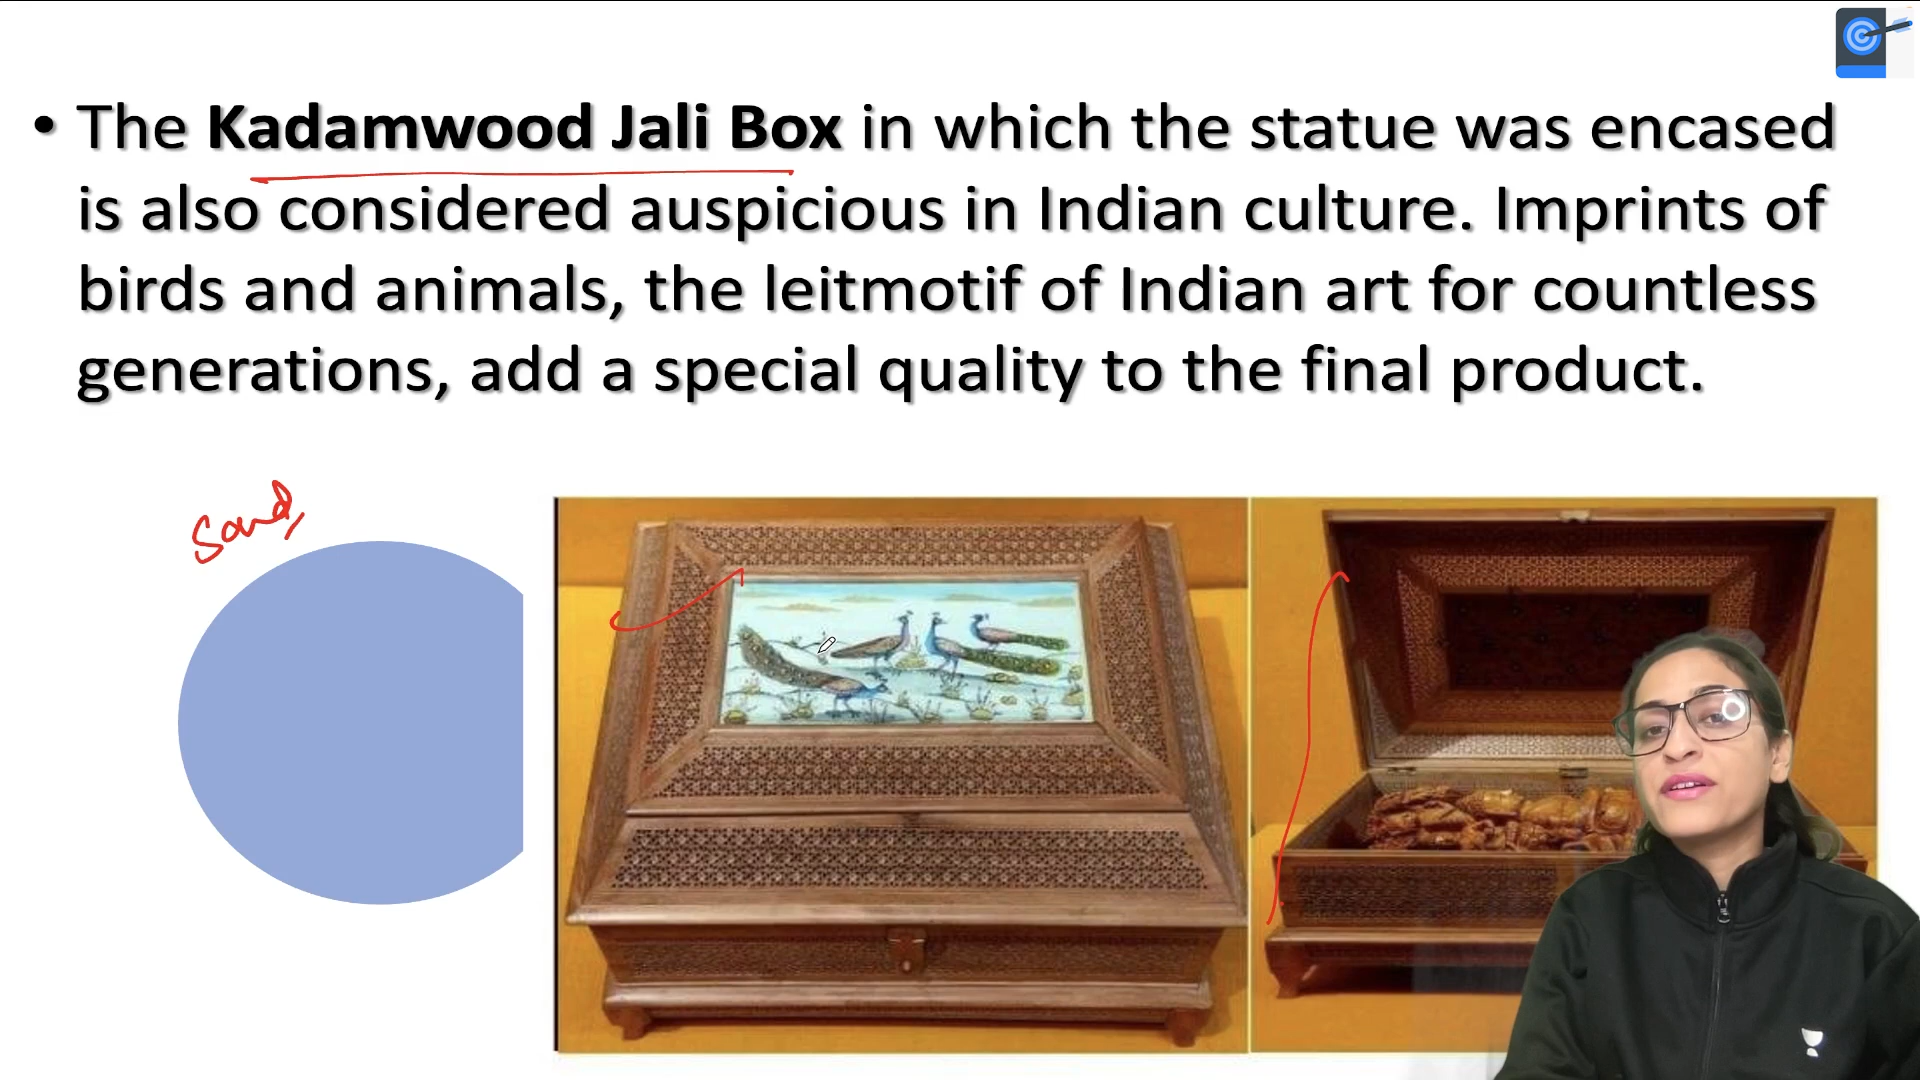 • The Kadamwood Jali Box in which the statue was encased
is also considered auspicious in Indian culture. Imprints of
birds and animals, the leitmotif of Indian art for countless
generations, add a special quality to the final product.